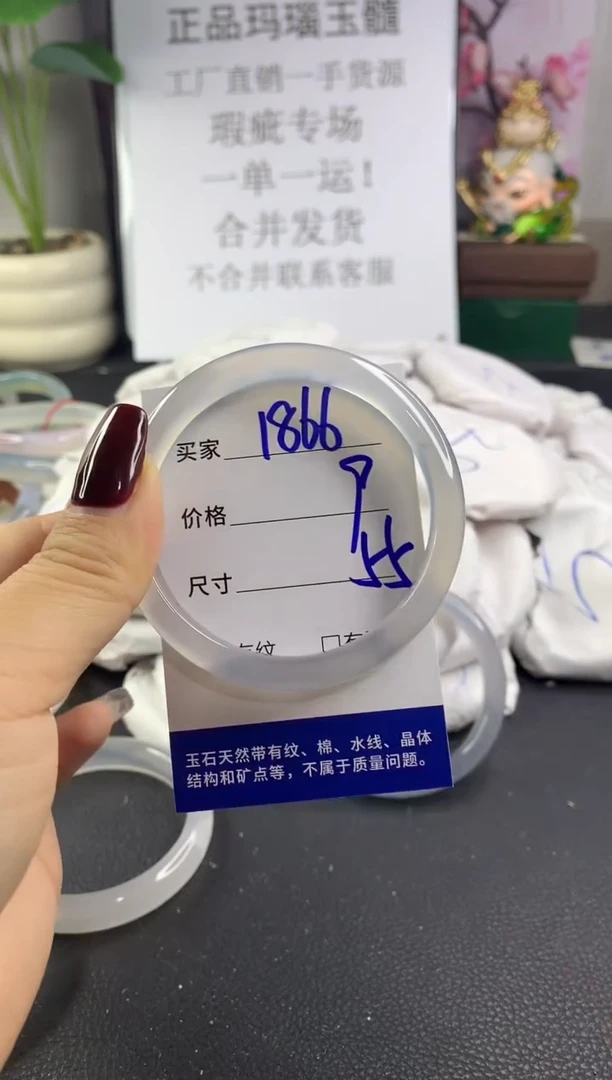 正品玛瑙玉髓
工厂直销一手货源
瑕疵专场
一单一运！
合并发货
不合并联系客服
买家 1866
价格
尺寸 55
玉石天然带有纹、棉、水线、晶体
结构和矿点等，不属于质量问题。